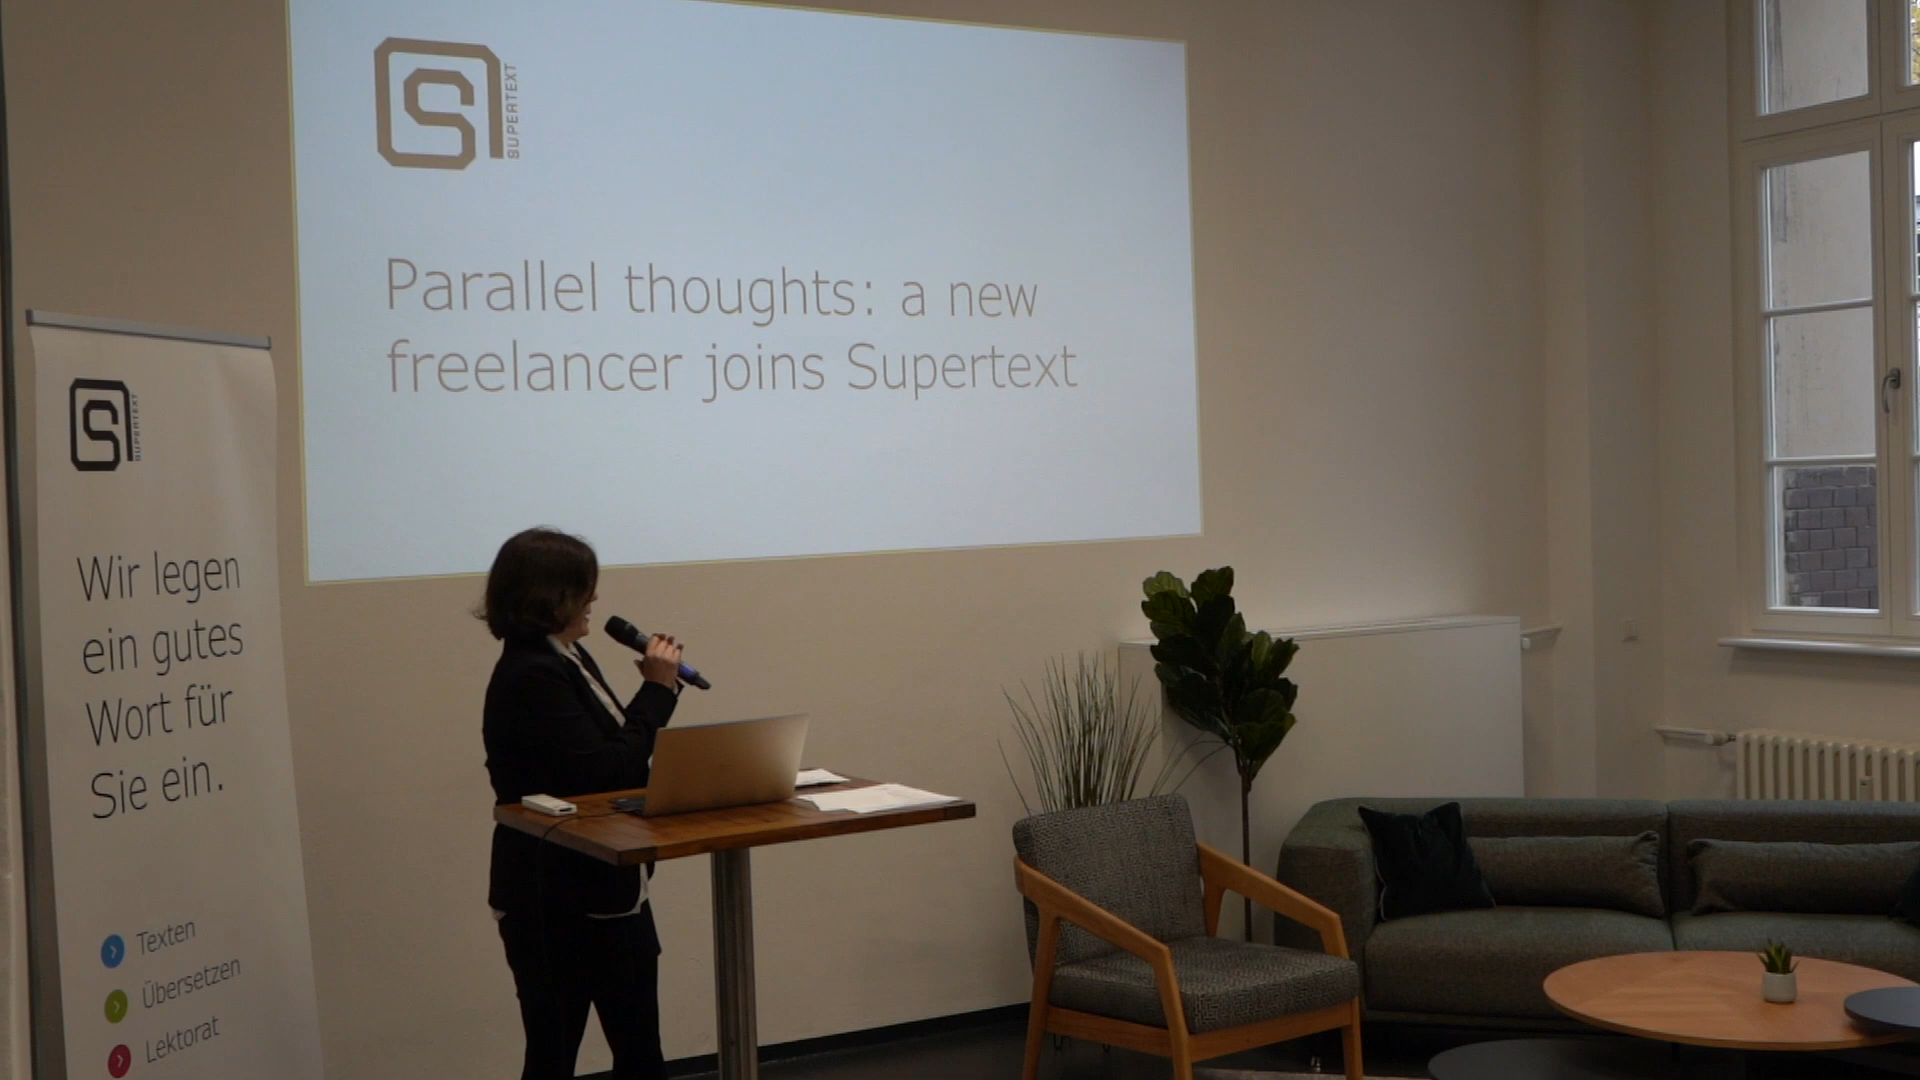 SUPERTEXT
Parallel thoughts: a new
freelancer joins Supertext
SUPERTEXT
Wir legen
ein gutes
Wort für
Sie ein.
Texten
Übersetzen
Lektorat